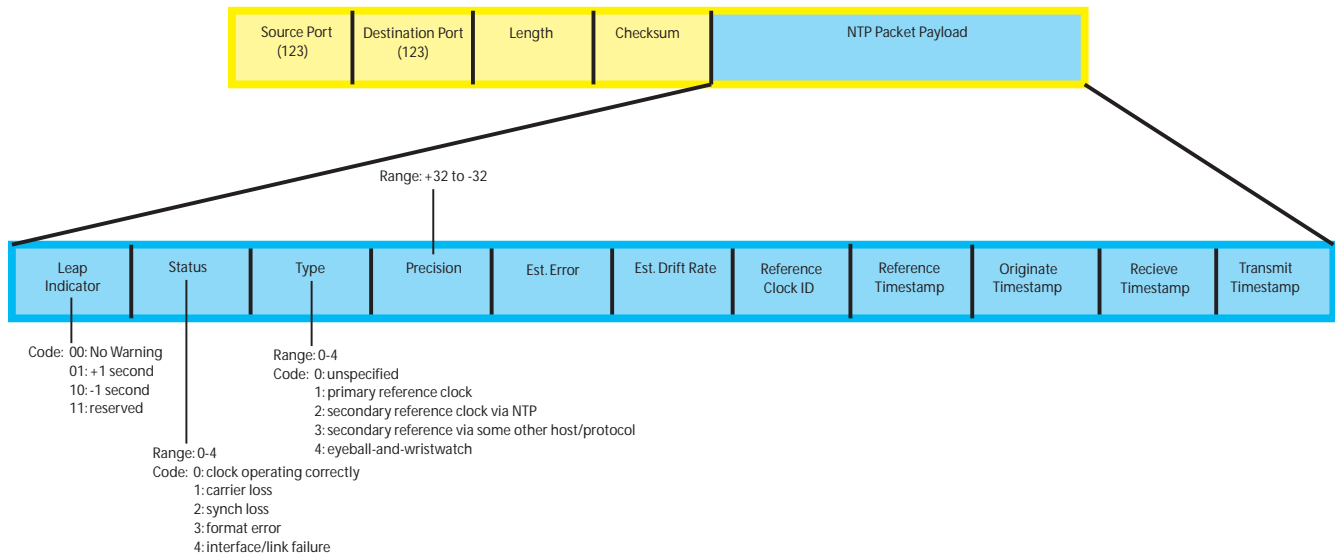 Source Port
(123)
Destination Port
(123)
Length
Checksum
NTP Packet Payload
Range: +32 to -32
Leap
Indicator
Status
Type
Precision
Est. Error
Est. Drift Rate
Reference
Clock ID
Reference
Timestamp
Originate
Timestamp
Recieve
Timestamp
Transmit
Timestamp
Code: 00: No Warning
01: +1 second
10: -1 second
11: reserved
Range: 0-4
Code: 0: unspecified
1: primary reference clock
2: secondary reference clock via NTP
3: secondary reference via some other host/protocol
4: eyeball-and-wristwatch
Range: 0-4
Code: 0: clock operating correctly
1: carrier loss
2: synch loss
3: format error
4: interface/link failure